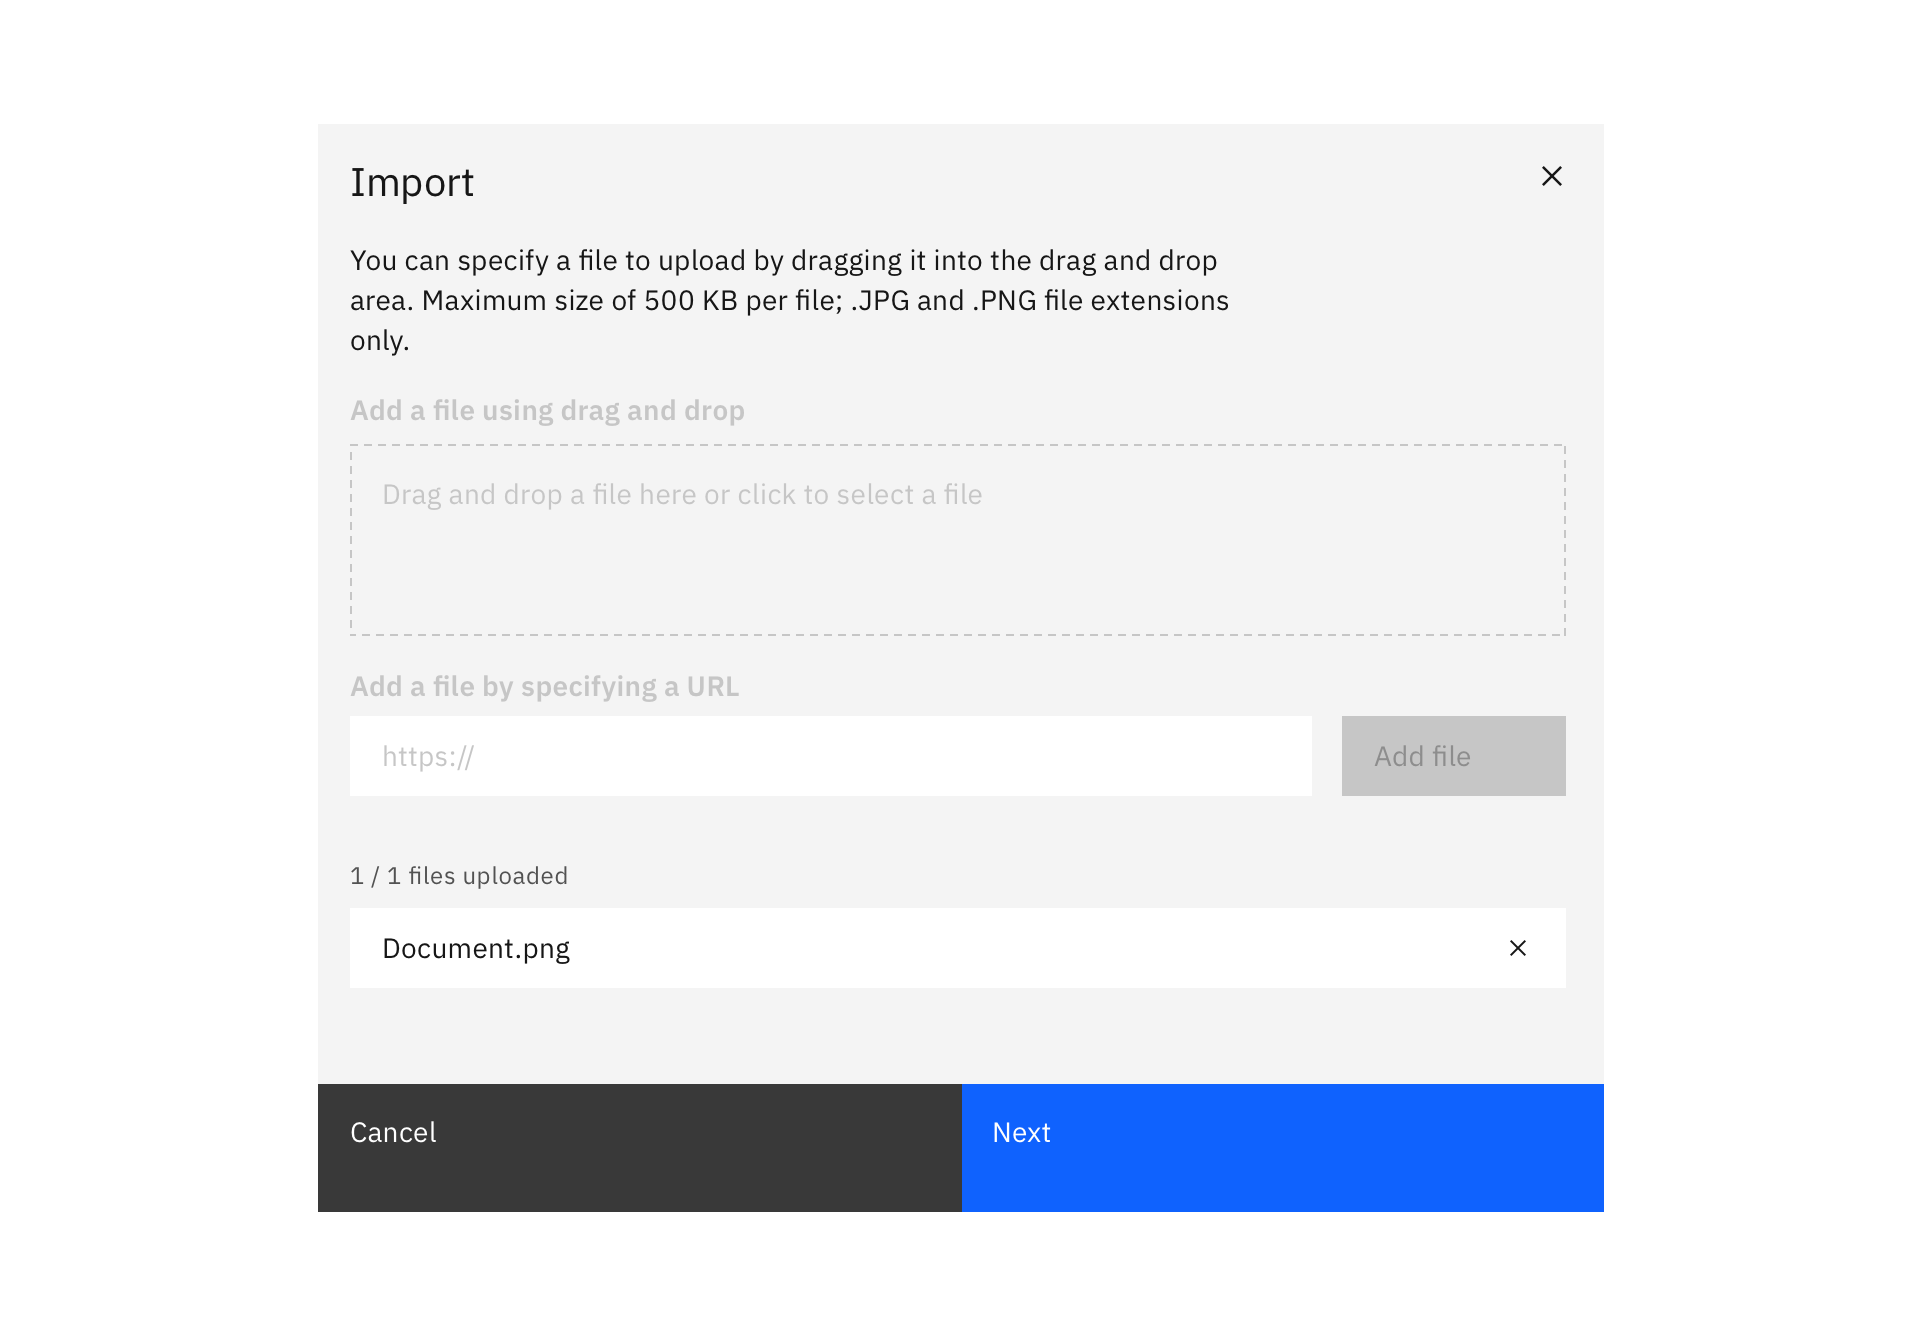 Import
You can specify a file to upload by dragging it into the drag and drop
area. Maximum size of 500 KB per file; .JPG and .PNG file extensions
only.
Add a file using drag and drop
Drag and drop a file here or click to select a file
Add a file by specifying a URL
https://
Add file
1 / 1 files uploaded
Document.png
Cancel
Next